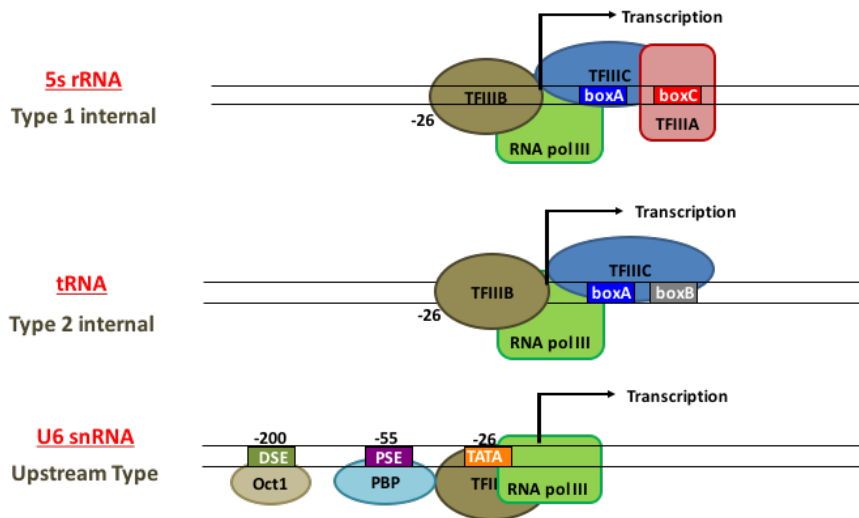 Transcription
5s rRNA
Type 1 internal
TFIIIB
TFIIIC
boxA
boxC
-26
TFIIIA
RNA pol III
Transcription
tRNA
Type 2 internal
TFIIIB
TFIIIC
boxA
boxB
-26
RNA pol III
Transcription
U6 snRNA
Upstream Type
-200
-55
-26
DSE
PSE
TATA
Oct1
PBP
TFII
RNA pol III